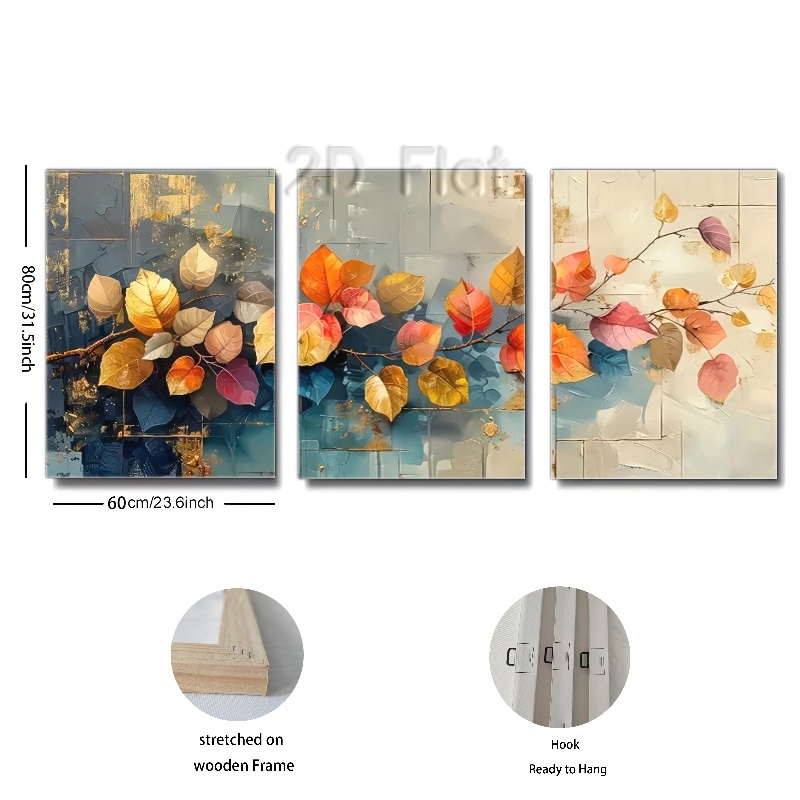 2D Flat
80cm/31.5inch
60cm/23.6inch
stretched on
wooden Frame
Hook
Ready to Hang